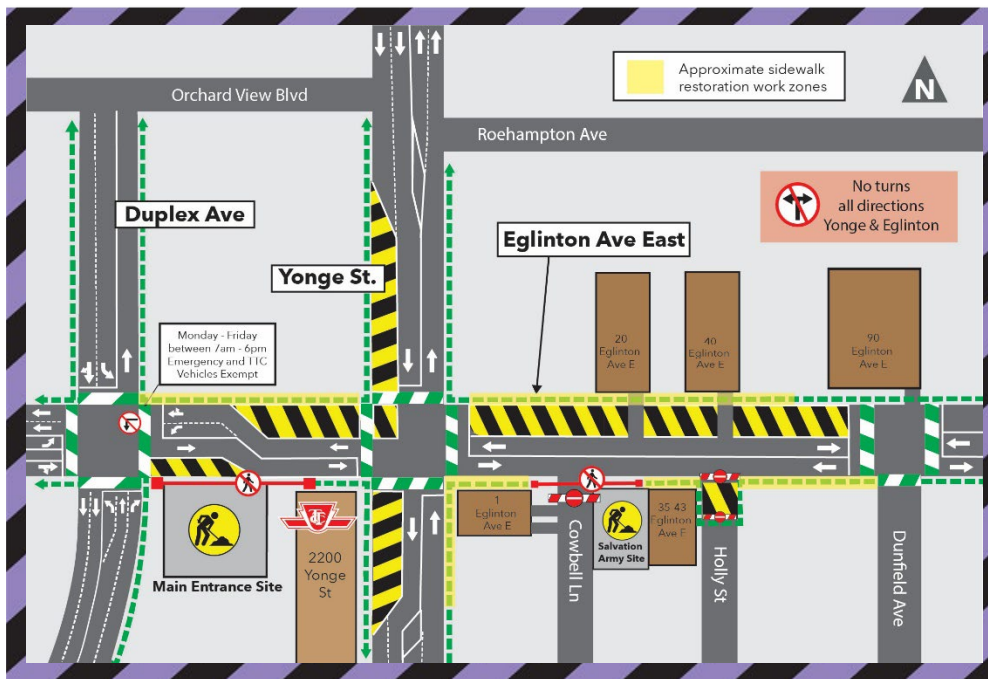 Approximate sidewalk
restoration work zones
N
Orchard View Blvd
Roehampton Ave
No turns
all directions
Yonge & Eglinton
Duplex Ave
Eglinton Ave East
Yonge St.
Monday - Friday
between 7am - 6pm
Emergency and TTC
Vehicles Exempt
20
Eglinton
Ave E
40
Eglinton
Ave E
90
Eglinton
Ave E
1
Eglinton
Ave E
35 43
Eglinton
Ave E
Salvation
Army Site
TTC
2200
Yonge
St
Main Entrance Site
Cowbell Ln
Holly St
Dunfield Ave